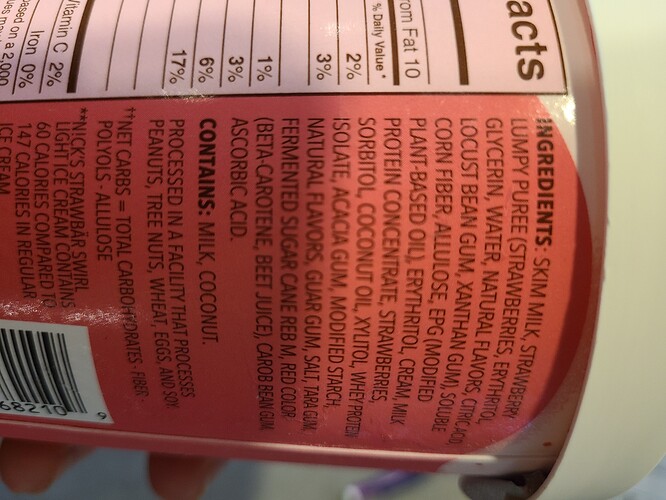 acts
rom Fat 10
% Daily Value*
2%
3%
1%
3%
6%
17%
Vitamin C 2%
Iron 0%
based on a 2,000
INGREDIENTS: SKIM MILK, STRAWBERRY
LUMPY PUREE (STRAWBERRIES, ERYTHRITOL,
GLYCERIN, WATER, NATURAL FLAVORS, CITRIC ACID,
LOCUST BEAN GUM, XANTHAN GUM, SOLUBLE
CORN FIBER, ALLULOSE, EPG (MODIFIED
PLANT-BASED OIL), ERYTHRITOL, CREAM, MILK
PROTEIN CONCENTRATE, STRAWBERRIES,
SORBITOL, COCONUT OIL, XYLITOL, WHEY PROTEIN
ISOLATE, ACACIA GUM, MODIFIED STARCH,
NATURAL FLAVORS, GUAR GUM, SALT, TARA GUM
FERMENTED SUGAR CANE REB M, RED COLOR
(BETA-CAROTENE, BEET JUICE), CAROB BEAN GUM,
ASCORBIC ACID.
CONTAINS: MILK, COCONUT.
PROCESSED IN A FACILITY THAT PROCESSES
PEANUTS, TREE NUTS, WHEAT, EGGS, AND SOY.
††NET CARBS = TOTAL CARBOHYDRATES - FIBER -
POLYOLS - ALLULOSE
**NICK'S STRAWBÄR SWIRL
LIGHT ICE CREAM CONTAINS
60 CALORIES COMPARED TO
147 CALORIES IN REGULAR
ICE CREAM
68210 9